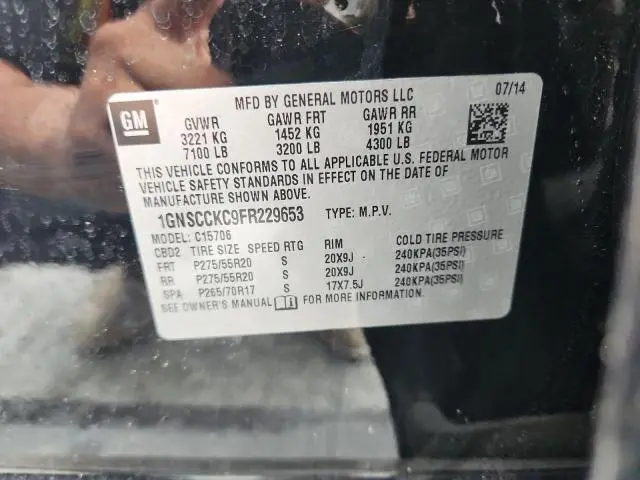 MFD BY GENERAL MOTORS LLC 07/14
GM
GVWR GAWR FRT GAWR RR
3221 KG 1452 KG 1951 KG
7100 LB 3200 LB 4300 LB
THIS VEHICLE CONFORMS TO ALL APPLICABLE U.S. FEDERAL MOTOR
VEHICLE SAFETY STANDARDS IN EFFECT ON THE DATE OF
MANUFACTURE SHOWN ABOVE.
1GNSCCKC9FR229653 TYPE: M.P.V.
MODEL: C15706
CBD2 TIRE SIZE SPEED RTG RIM COLD TIRE PRESSURE
FRT P275/55R20 S 20X9J 240KPA(35PSI)
RR P275/55R20 S 20X9J 240KPA(35PSI)
SPA P265/70R17 S 17X7.5J 240KPA(35PSI)
SEE OWNER'S MANUAL FOR MORE INFORMATION.